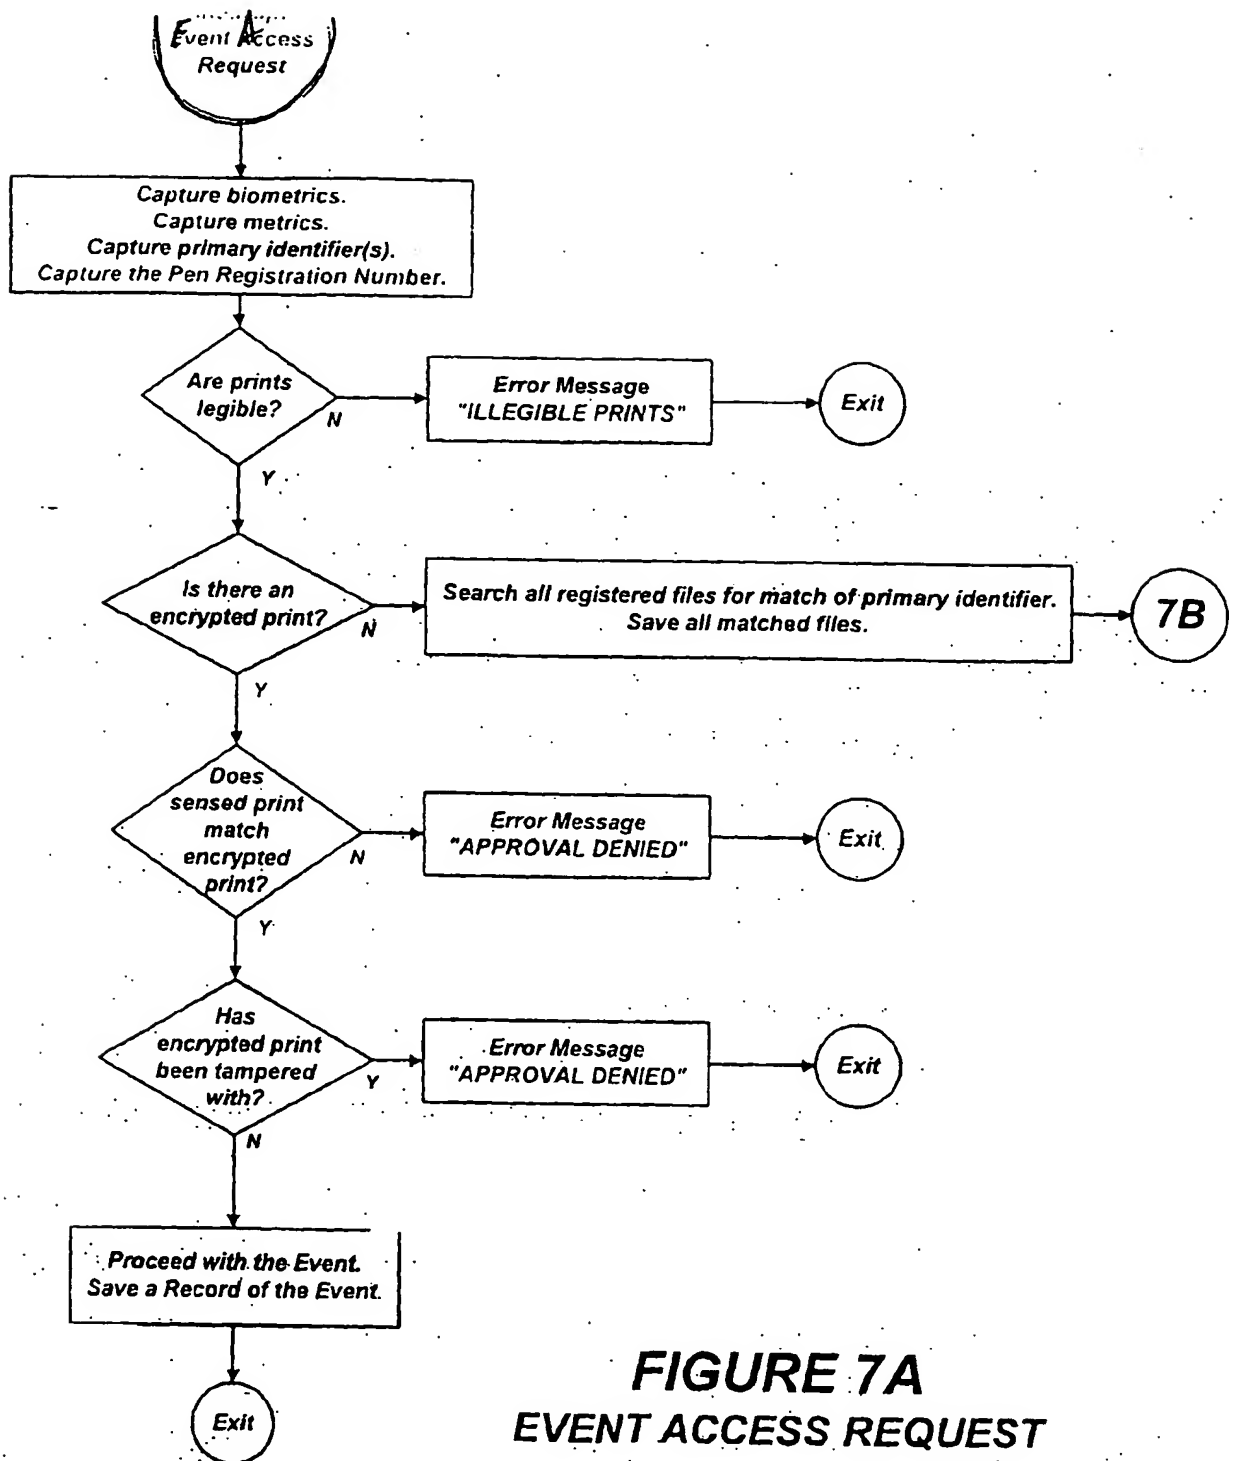 Event Access
Request
Capture biometrics.
Capture metrics.
Capture primary identifier(s).
Capture the Pen Registration Number.
Are prints
legible?
N
Error Message
"ILLEGIBLE PRINTS"
Exit
Y
Is there an
encrypted print?
N
Search all registered files for match of primary identifier.
Save all matched files.
7B
Y
Does
sensed print
match
encrypted
print?
N
Error Message
"APPROVAL DENIED"
Exit
Y
Has
encrypted print
been tampered
with?
Y
Error Message
"APPROVAL DENIED"
Exit
N
Proceed with the Event.
Save a Record of the Event.
Exit
FIGURE 7A
EVENT ACCESS REQUEST